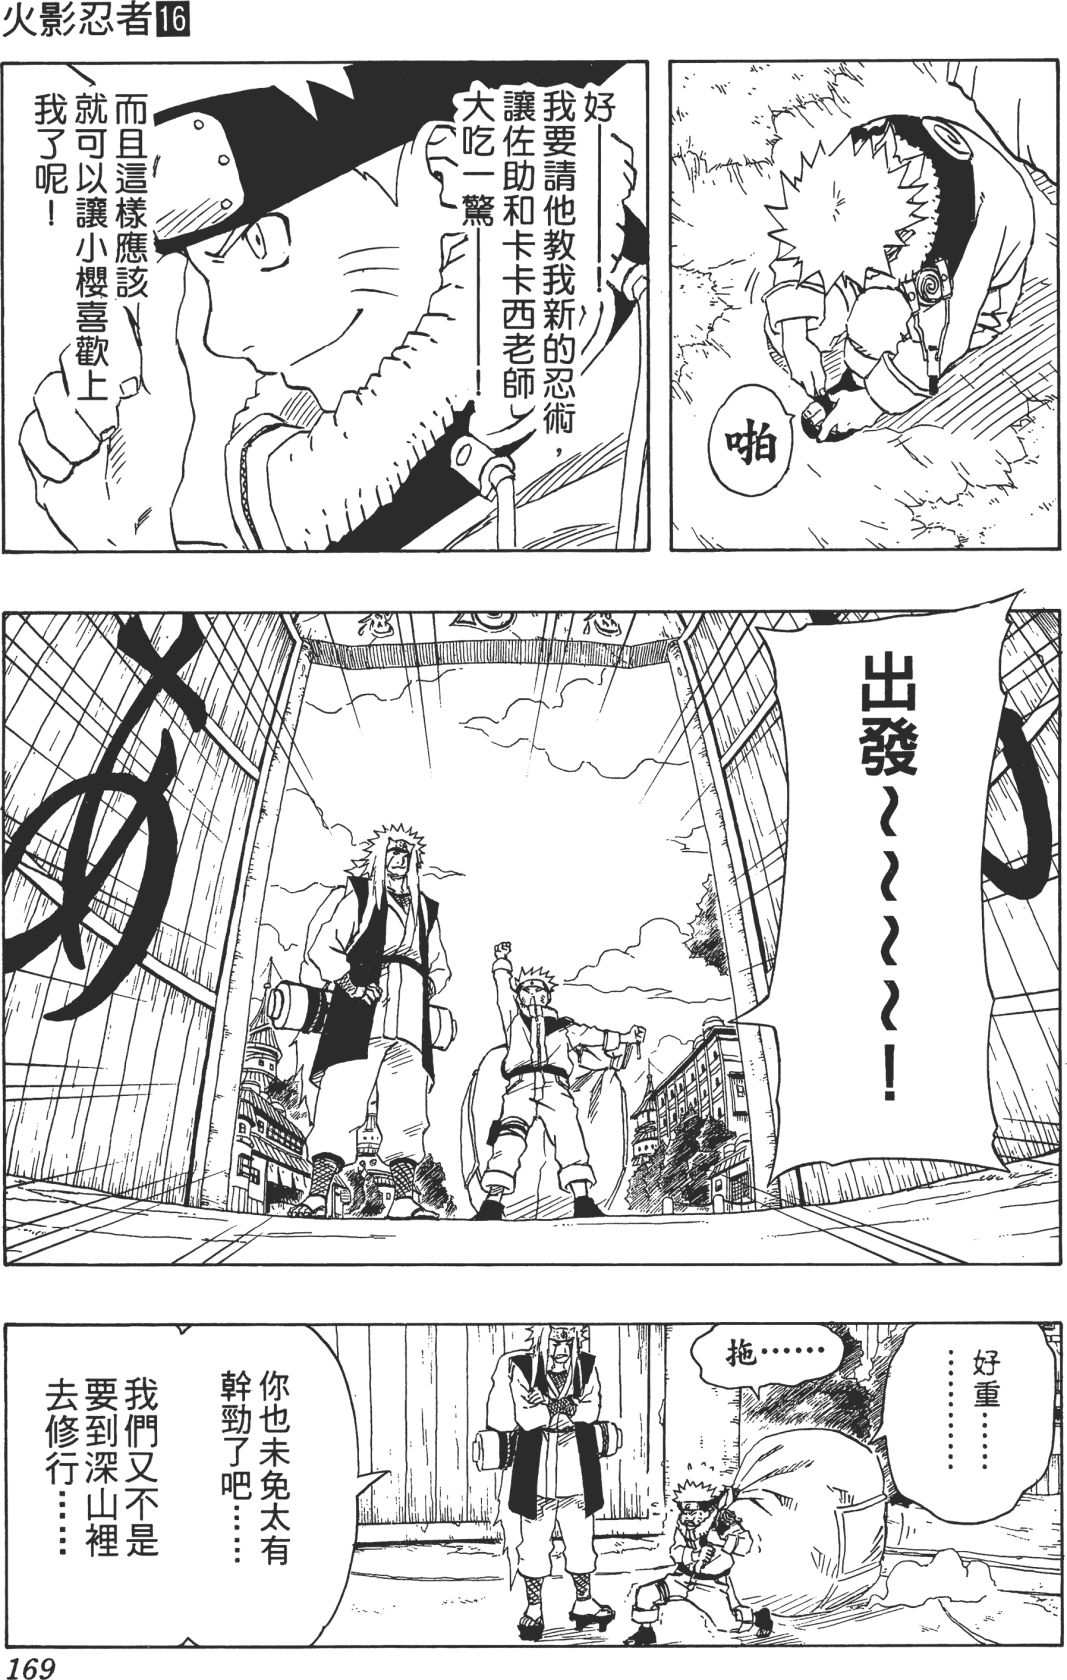 火影忍者16
啪
好——！
我要請他教我新的忍術，
讓佐助和卡卡西老師
大吃一驚————！
而且這樣應該
就可以讓小櫻喜歡上
我了呢！
出發～～～～～！
忍
忍
あ
ん
好重……
…………
拖……
你也未免太有
幹勁了吧……
我們又不是
要到深山裡
去修行……
169